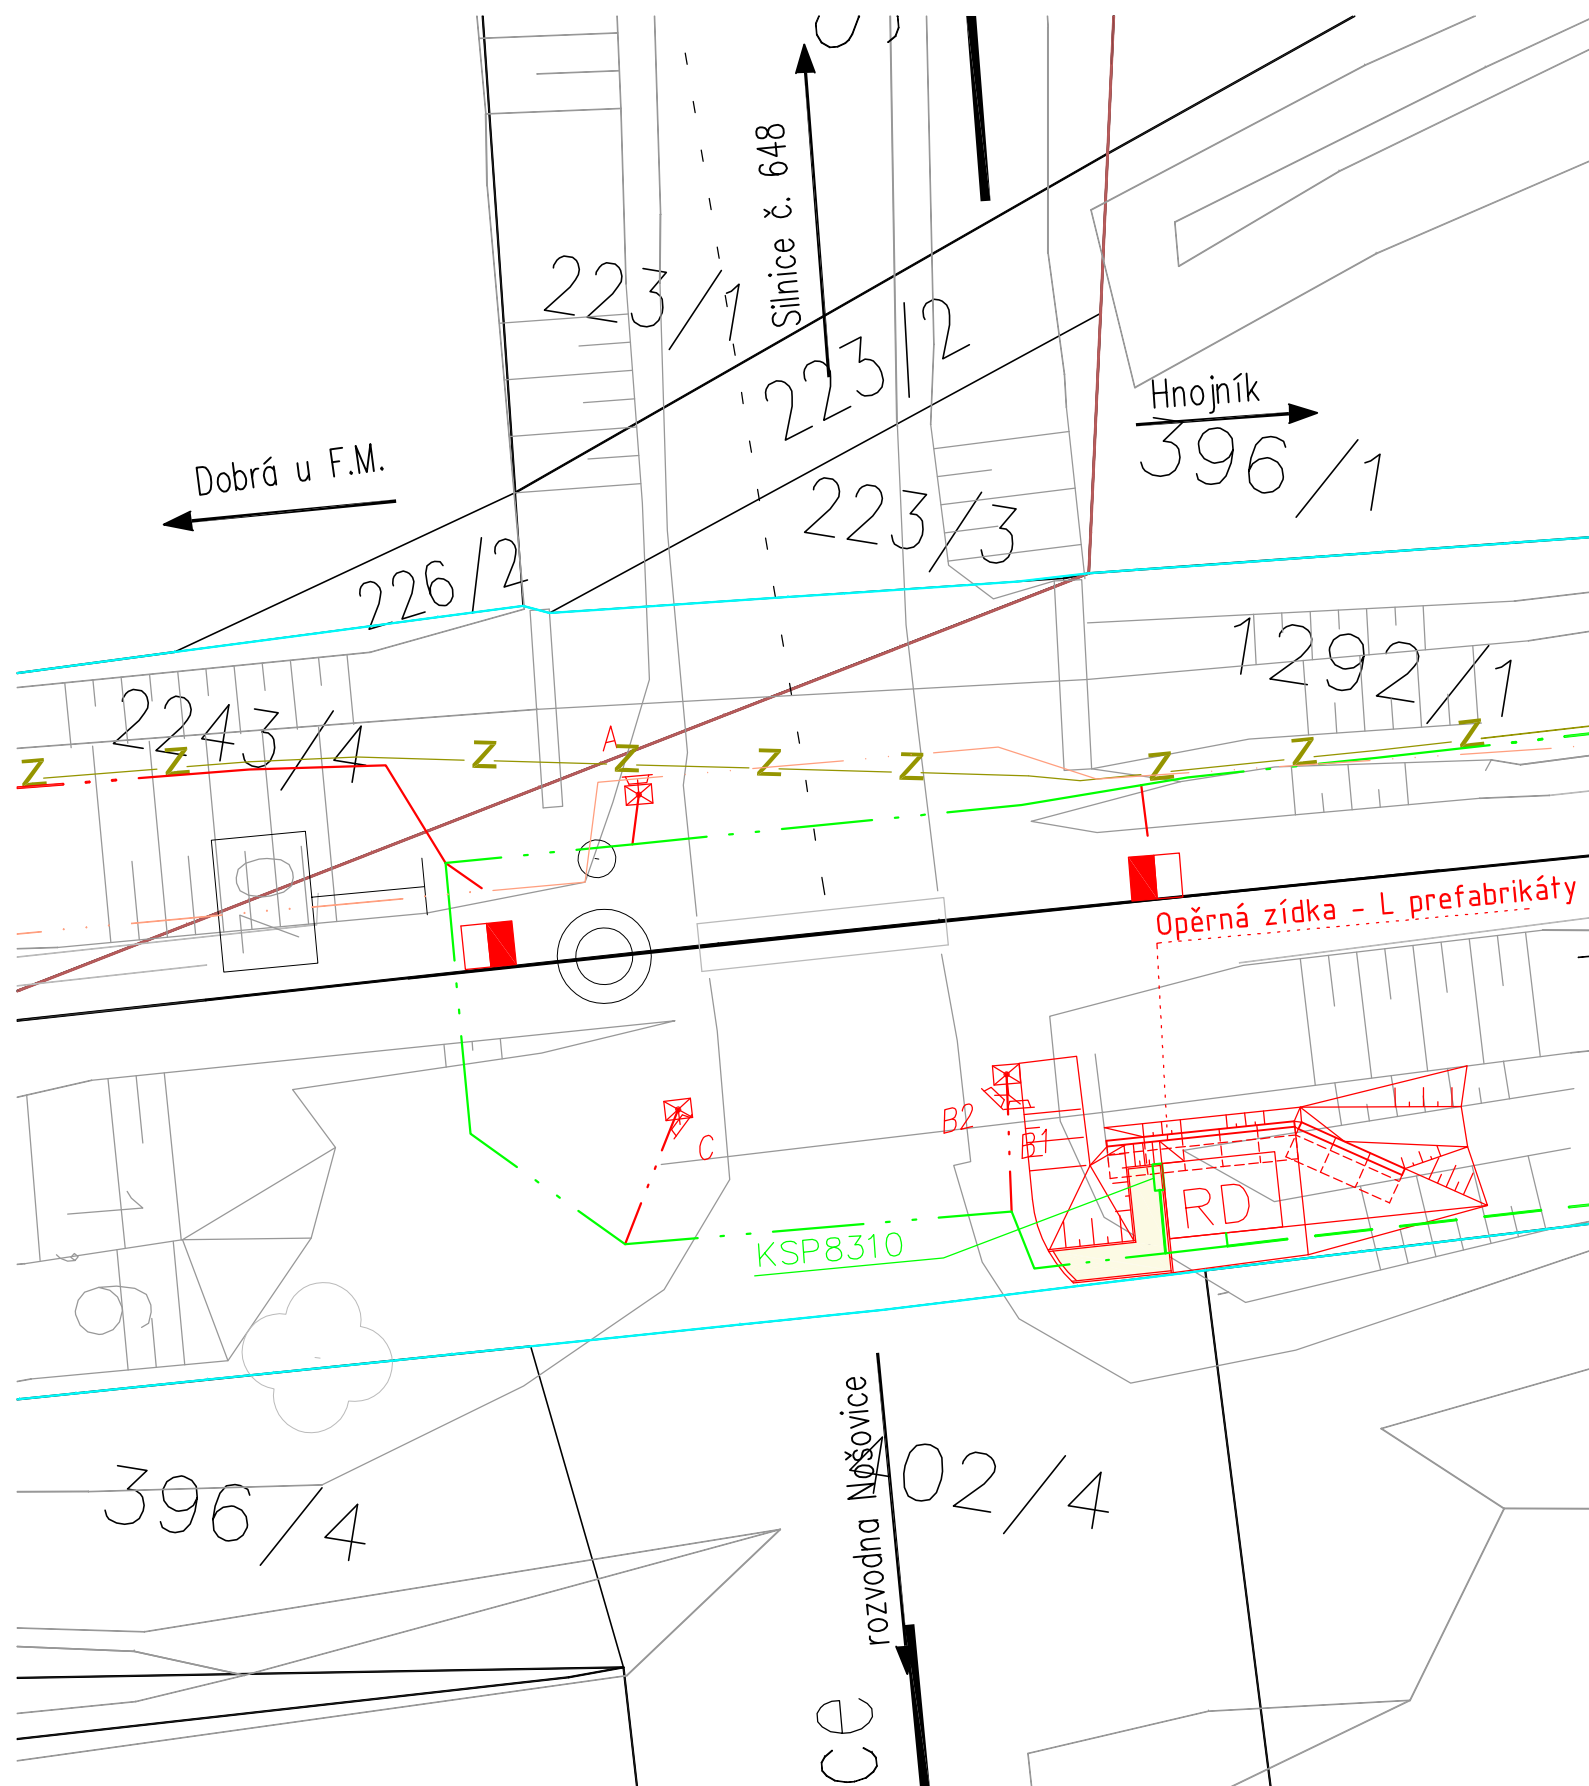 Silnice č. 648
223/1
223/2
Hnojník
396/1
Dobrá u F.M.
223/3
226/2
1292/1
2243/4
A
Z Z Z Z Z Z Z Z Z
Opěrná zídka - L prefabrikáty
B2
B1
C
RD
KSP8310
rozvodna Nošovice
402/4
396/4
ce